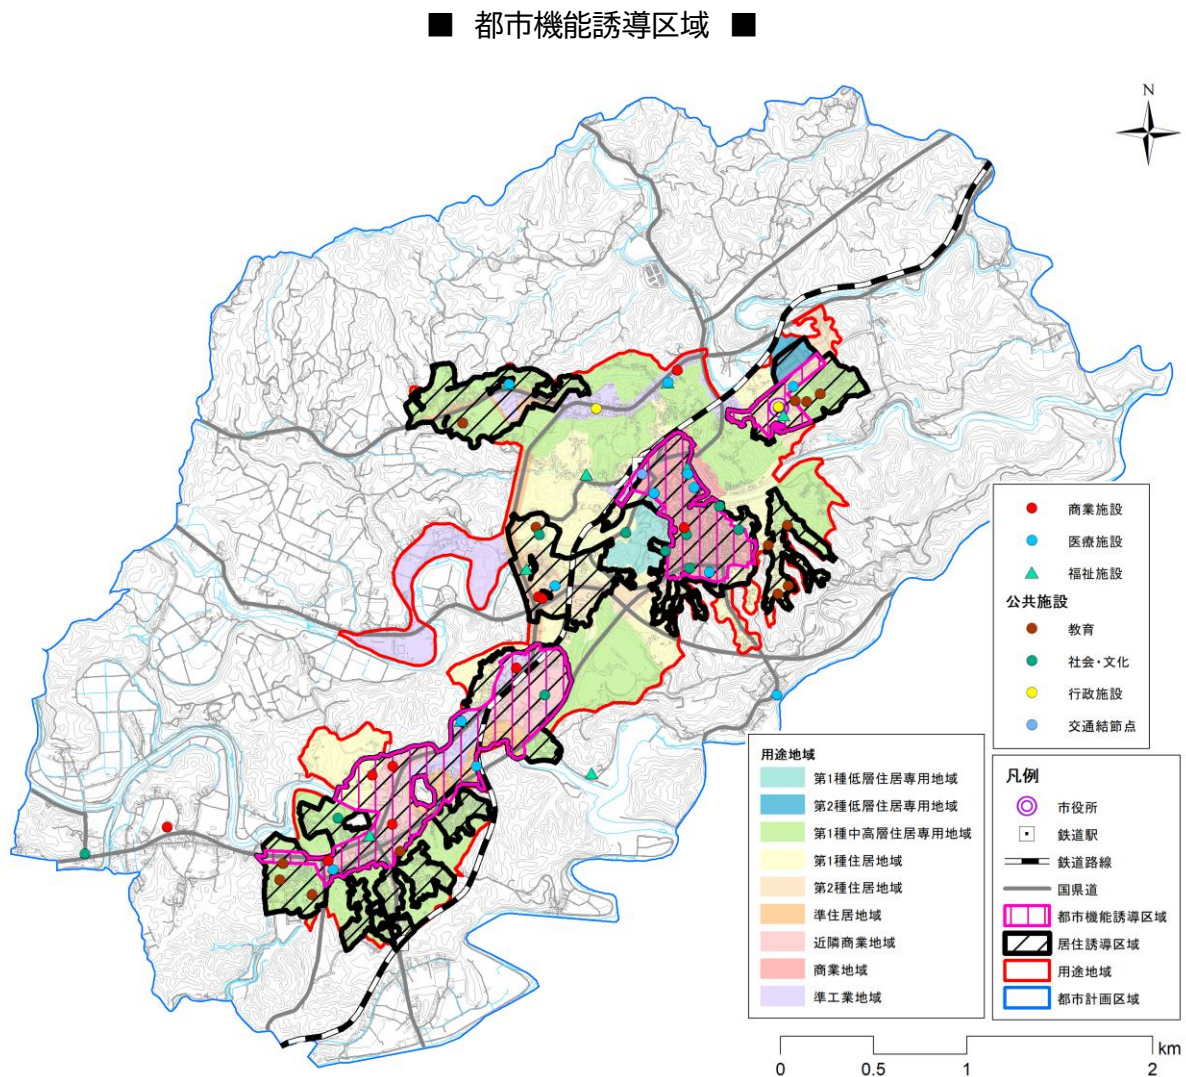 ■ 都市機能誘導区域 ■
N
商業施設
医療施設
福祉施設
公共施設
教育
社会・文化
行政施設
交通結節点
用途地域
第1種低層住居専用地域
第2種低層住居専用地域
第1種中高層住居専用地域
第1種住居地域
第2種住居地域
準住居地域
近隣商業地域
商業地域
準工業地域
凡例
市役所
鉄道駅
鉄道路線
国県道
都市機能誘導区域
居住誘導区域
用途地域
都市計画区域
km
0 0.5 1 2